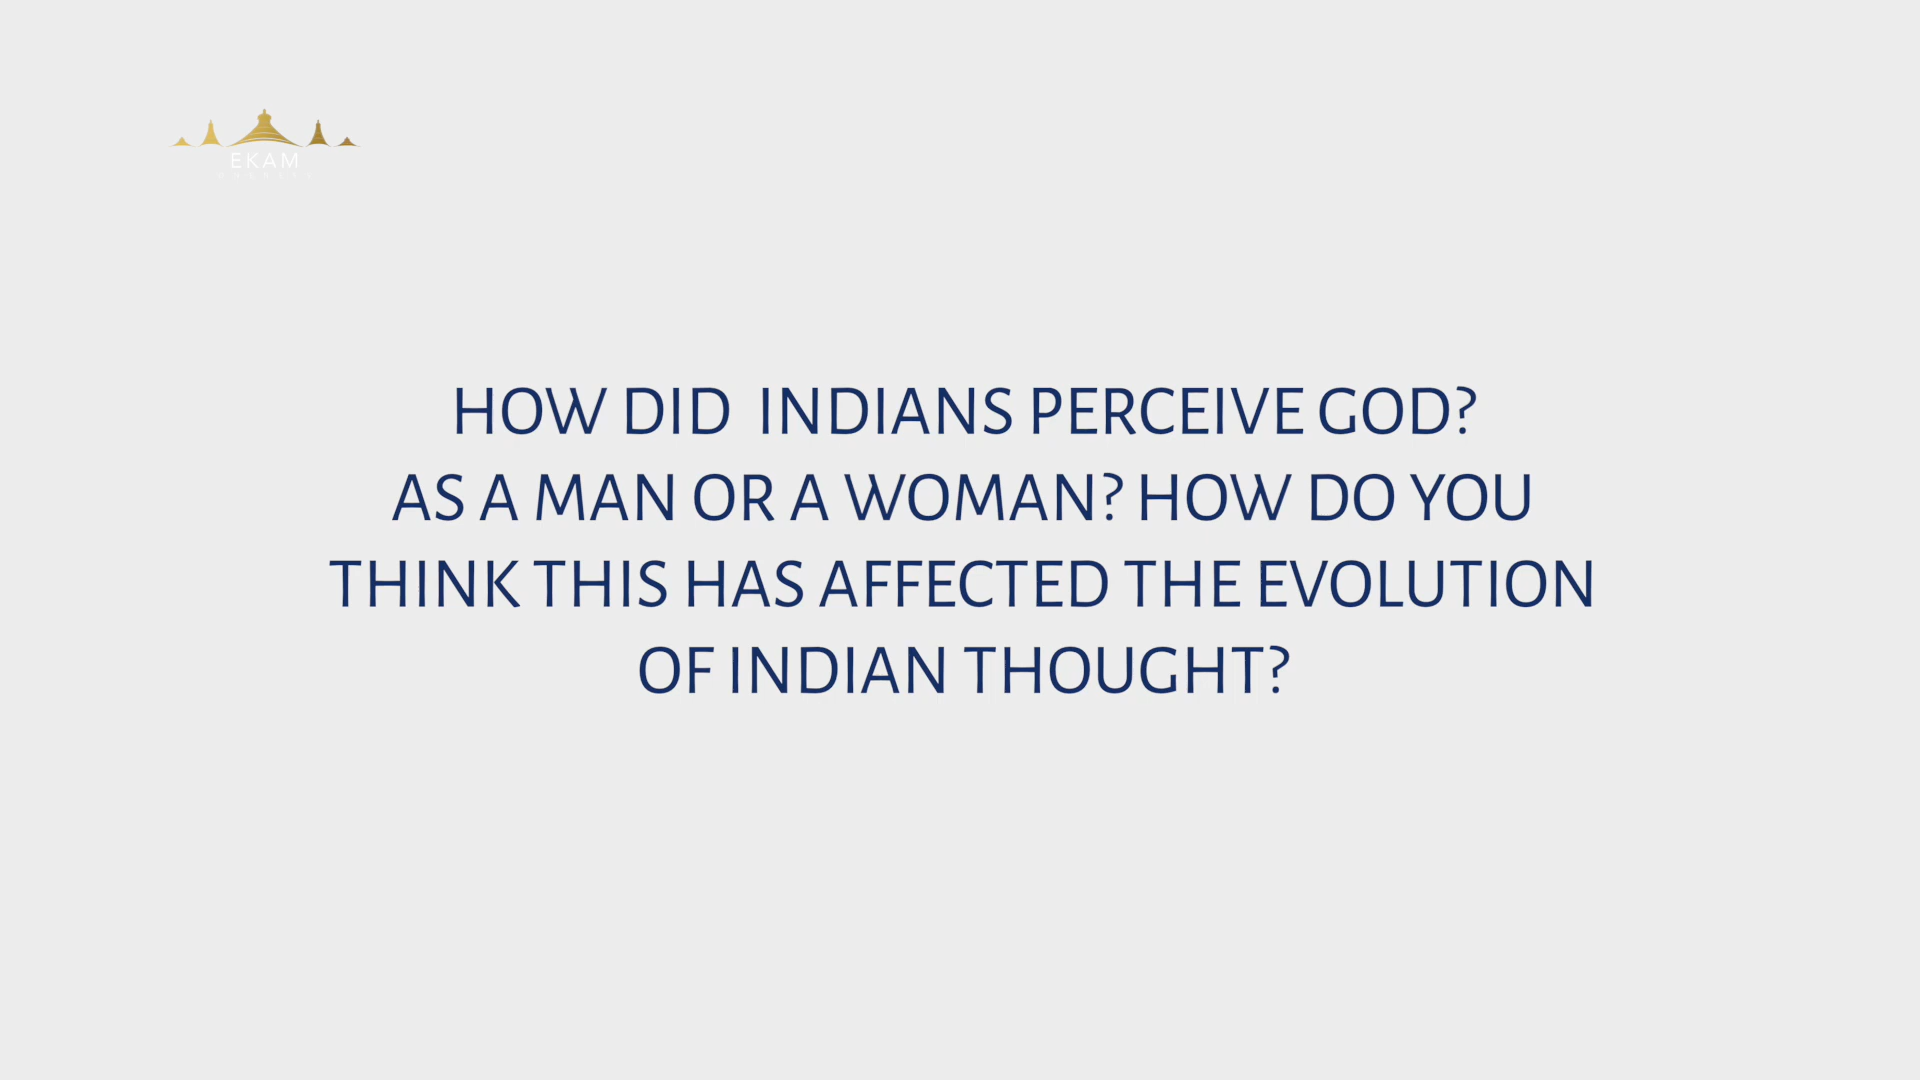 EKAM
HOW DID INDIANS PERCEIVE GOD?
AS A MAN OR A WOMAN? HOW DO YOU
THINK THIS HAS AFFECTED THE EVOLUTION
OF INDIAN THOUGHT?